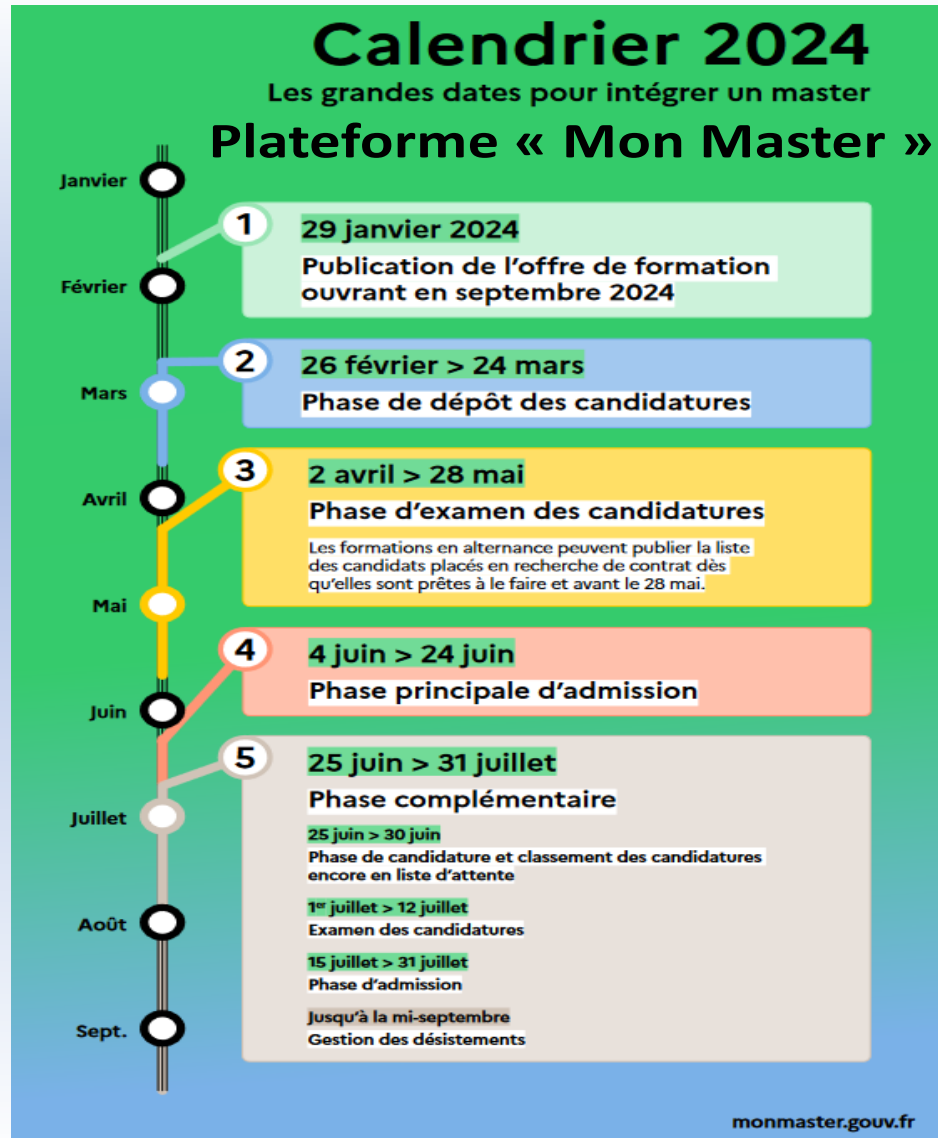 Calendrier 2024
Les grandes dates pour intégrer un master
Plateforme « Mon Master »
Janvier
1
29 janvier 2024
Publication de l’offre de formation
ouvrant en septembre 2024
Février
2
26 février > 24 mars
Phase de dépôt des candidatures
Mars
3
2 avril > 28 mai
Phase d’examen des candidatures
Les formations en alternance peuvent publier la liste
des candidats placés en recherche de contrat dès
qu’elles sont prêtes à le faire et avant le 28 mai.
Avril
Mai
4
4 juin > 24 juin
Phase principale d’admission
Juin
5
25 juin > 31 juillet
Phase complémentaire
Juillet
25 juin > 30 juin
Phase de candidature et classement des candidatures
encore en liste d’attente
1er juillet > 12 juillet
Examen des candidatures
Août
15 juillet > 31 juillet
Phase d’admission
Jusqu’à la mi-septembre
Gestion des désistements
Sept.
monmaster.gouv.fr